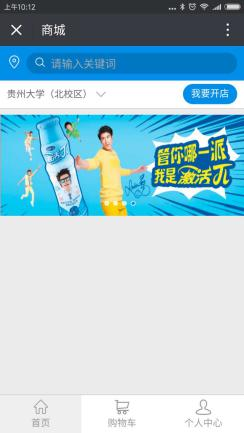 上午10:12
商城
请输入关键词
贵州大学（北校区）
我要开店
管你哪一派
我是激活π
首页
购物车
个人中心